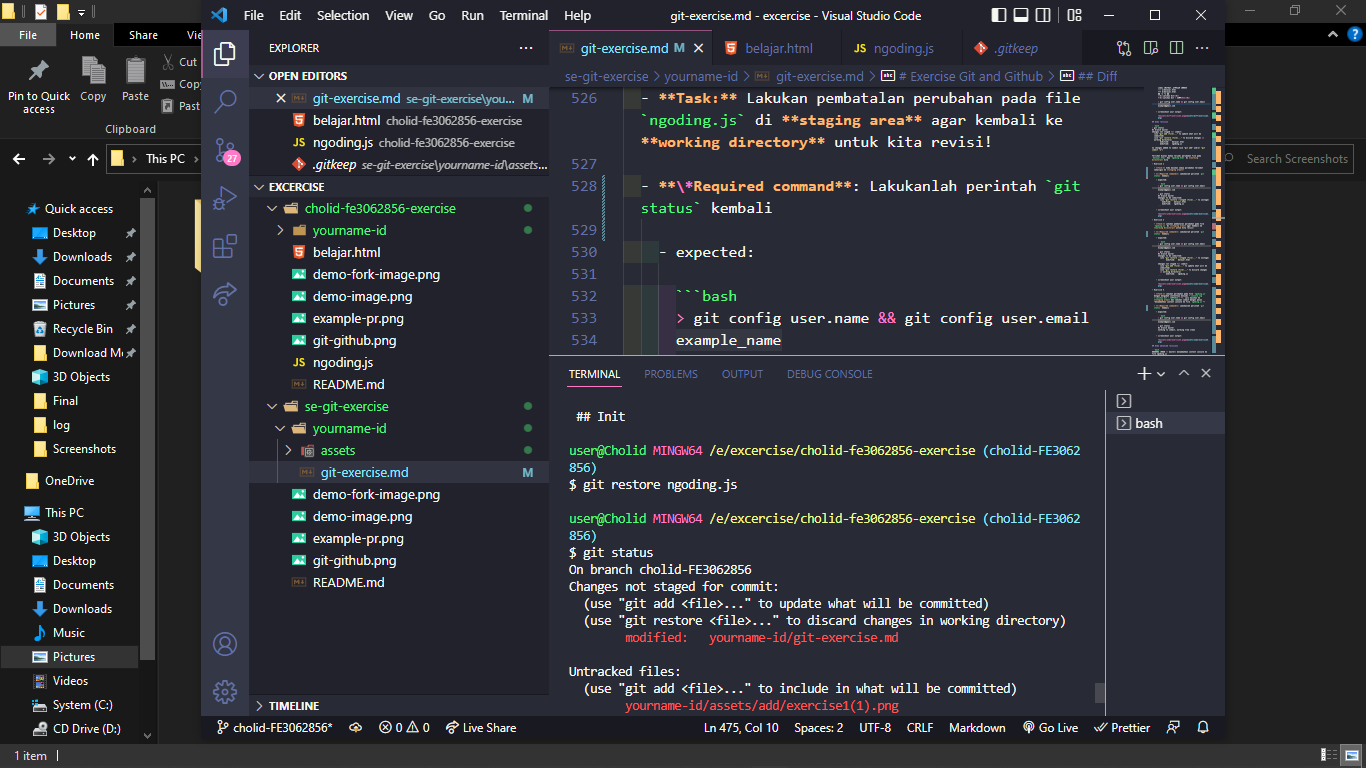 File Edit Selection View Go Run Terminal Help
git-exercise.md - excercise - Visual Studio Code
File Home Share
Pin to Quick access
Copy
Paste
Cut
Clipboard
This PC
Search Screenshots
Quick access
Desktop
Downloads
Documents
Pictures
Recycle Bin
3D Objects
Final
log
Screenshots
OneDrive
This PC
3D Objects
Desktop
Documents
Downloads
Music
Pictures
Videos
System (C:)
CD Drive (D:)
1 item
27
EXPLORER
OPEN EDITORS
git-exercise.md se-git-exercise\you... M
belajar.html cholid-fe3062856-exercise
ngoding.js cholid-fe3062856-exercise
.gitkeep se-git-exercise\yourname-id\assets...
EXCERCISE
cholid-fe3062856-exercise
yourname-id
belajar.html
demo-fork-image.png
demo-image.png
example-pr.png
git-github.png
JS ngoding.js
README.md
se-git-exercise
yourname-id
assets
git-exercise.md M
demo-fork-image.png
demo-image.png
example-pr.png
git-github.png
README.md
TIMELINE
git-exercise.md M
belajar.html
JS ngoding.js
.gitkeep
se-git-exercise > yourname-id > git-exercise.md > # Exercise Git and Github > ## Diff
526 - **Task:** Lakukan pembatalan perubahan pada file
`ngoding.js` di **staging area** agar kembali ke
**working directory** untuk kita revisi!
527
528 - **\*Required command**: Lakukanlah perintah `git
status` kembali
529
530 - expected:
531
532 ```bash
533 > git config user.name && git config user.email
534 example_name
TERMINAL PROBLEMS OUTPUT DEBUG CONSOLE
bash
## Init
user@Cholid MINGW64 /e/excercise/cholid-fe3062856-exercise (cholid-FE3062
856)
$ git restore ngoding.js
user@Cholid MINGW64 /e/excercise/cholid-fe3062856-exercise (cholid-FE3062
856)
$ git status
On branch cholid-FE3062856
Changes not staged for commit:
(use "git add <file>..." to update what will be committed)
(use "git restore <file>..." to discard changes in working directory)
modified: yourname-id/git-exercise.md
Untracked files:
(use "git add <file>..." to include in what will be committed)
yourname-id/assets/add/exercise1(1).png
cholid-FE3062856* 0 0 Live Share
Ln 475, Col 10 Spaces: 2 UTF-8 CRLF Markdown Go Live Prettier